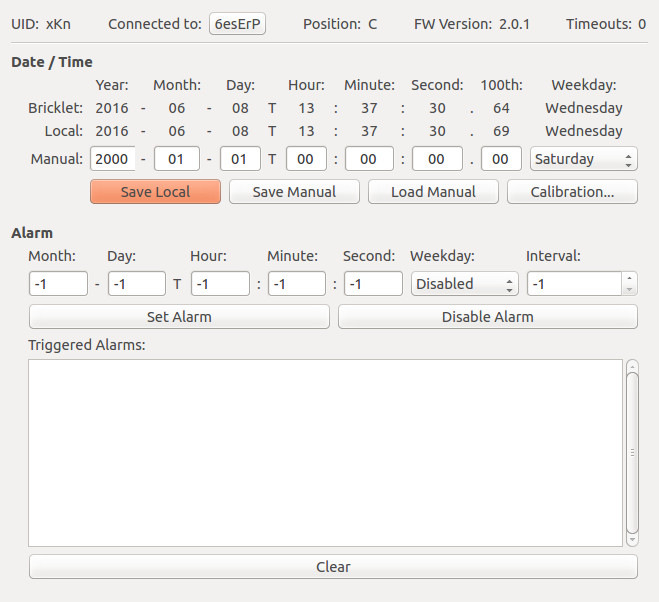 UID: xKn Connected to: 6esErP Position: C FW Version: 2.0.1 Timeouts: 0
Date / Time
Year: Month: Day: Hour: Minute: Second: 100th: Weekday:
Bricklet: 2016 - 06 - 08 T 13 : 37 : 30 . 64 Wednesday
Local: 2016 - 06 - 08 T 13 : 37 : 30 . 69 Wednesday
Manual: 2000 - 01 - 01 T 00 : 00 : 00 . 00 Saturday
Save Local Save Manual Load Manual Calibration...
Alarm
Month: Day: Hour: Minute: Second: Weekday: Interval:
-1 - -1 T -1 : -1 : -1 Disabled -1
Set Alarm Disable Alarm
Triggered Alarms:
Clear